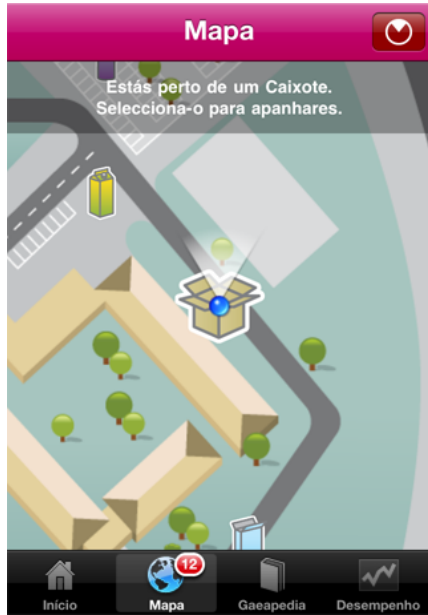 Mapa
Estás perto de um Caixote.
Selecciona-o para apanhares.
12
Início
Mapa
Gaeapedia
Desempenho